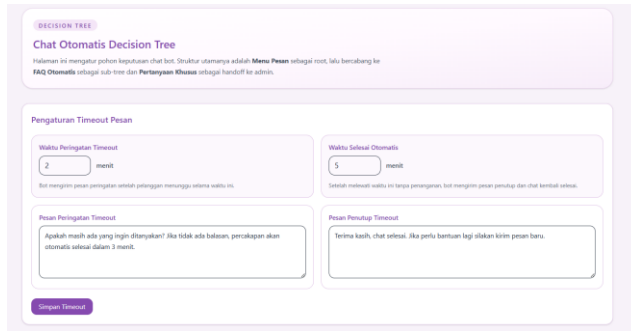 DECISION TREE
Chat Otomatis Decision Tree
Halaman ini mengatur pohon keputusan chat bot. Struktur utamanya adalah Menu Pesan sebagai root, lalu bercabang ke
FAQ Otomatis sebagai sub-tree dan Pertanyaan Khusus sebagai handoff ke admin.
Pengaturan Timeout Pesan
Waktu Peringatan Timeout
2 menit
Bot mengirim pesan peringatan setelah pelanggan menunggu selama waktu ini.
Waktu Selesai Otomatis
5 menit
Setelah melewati waktu ini tanpa penanganan, bot mengirim pesan penutup dan chat kembali selesai.
Pesan Peringatan Timeout
Apakah masih ada yang ingin ditanyakan? Jika tidak ada balasan, percakapan akan
otomatis selesai dalam 3 menit.
Pesan Penutup Timeout
Terima kasih, chat selesai. Jika perlu bantuan lagi silakan kirim pesan baru.
Simpan Timeout